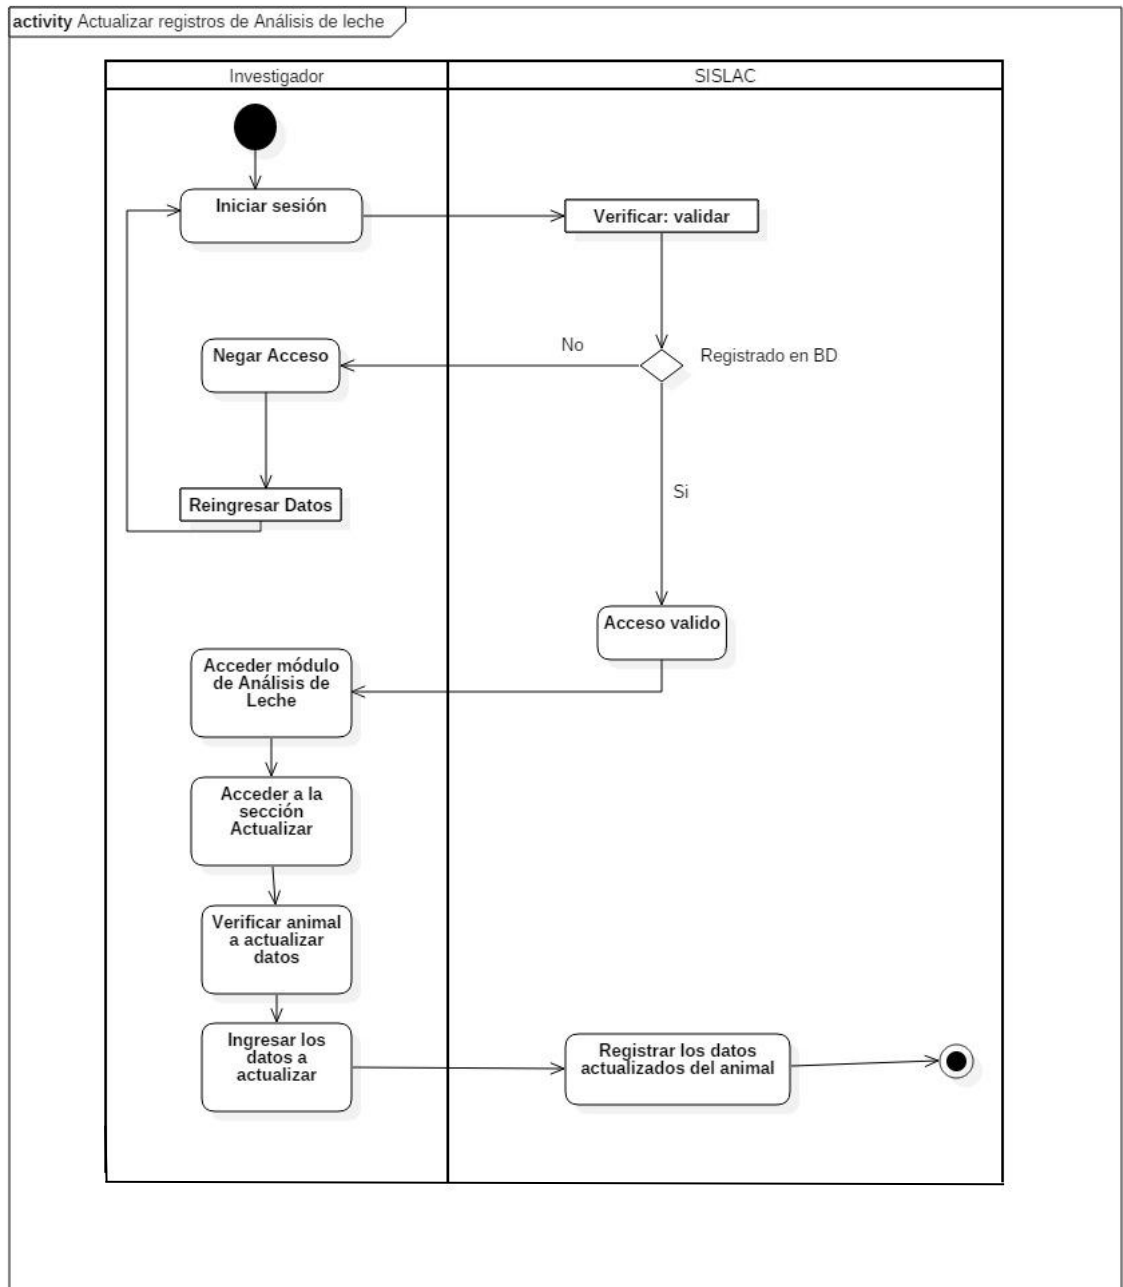 activity Actualizar registros de Análisis de leche
Investigador
SISLAC
Iniciar sesión
Verificar: validar
Negar Acceso
No
Registrado en BD
Reingresar Datos
Si
Acceso valido
Acceder módulo
de Análisis de
Leche
Acceder a la
sección
Actualizar
Verificar animal
a actualizar
datos
Ingresar los
datos a
actualizar
Registrar los datos
actualizados del animal